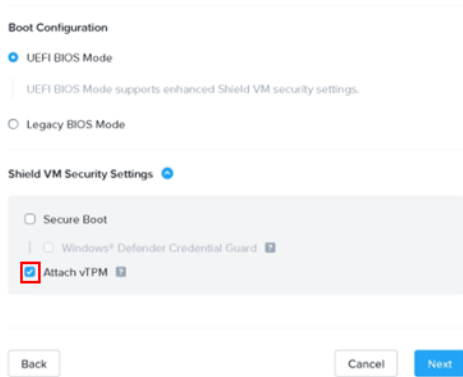 Boot Configuration
UEFI BIOS Mode
UEFI BIOS Mode supports enhanced Shield VM security settings.
Legacy BIOS Mode
Shield VM Security Settings
Secure Boot
Windows® Defender Credential Guard ?
Attach vTPM ?
Back Cancel Next